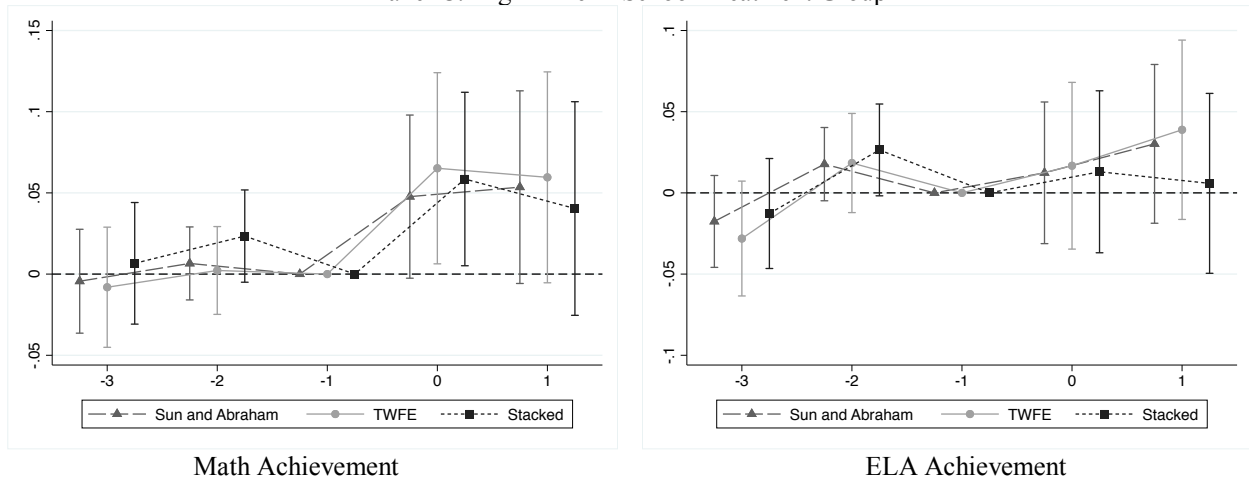 .15
.1
.05
0
-.05
-3 -2 -1 0 1
Sun and Abraham TWFE Stacked
Math Achievement
.1
.05
0
-.05
-.1
-3 -2 -1 0 1
Sun and Abraham TWFE Stacked
ELA Achievement